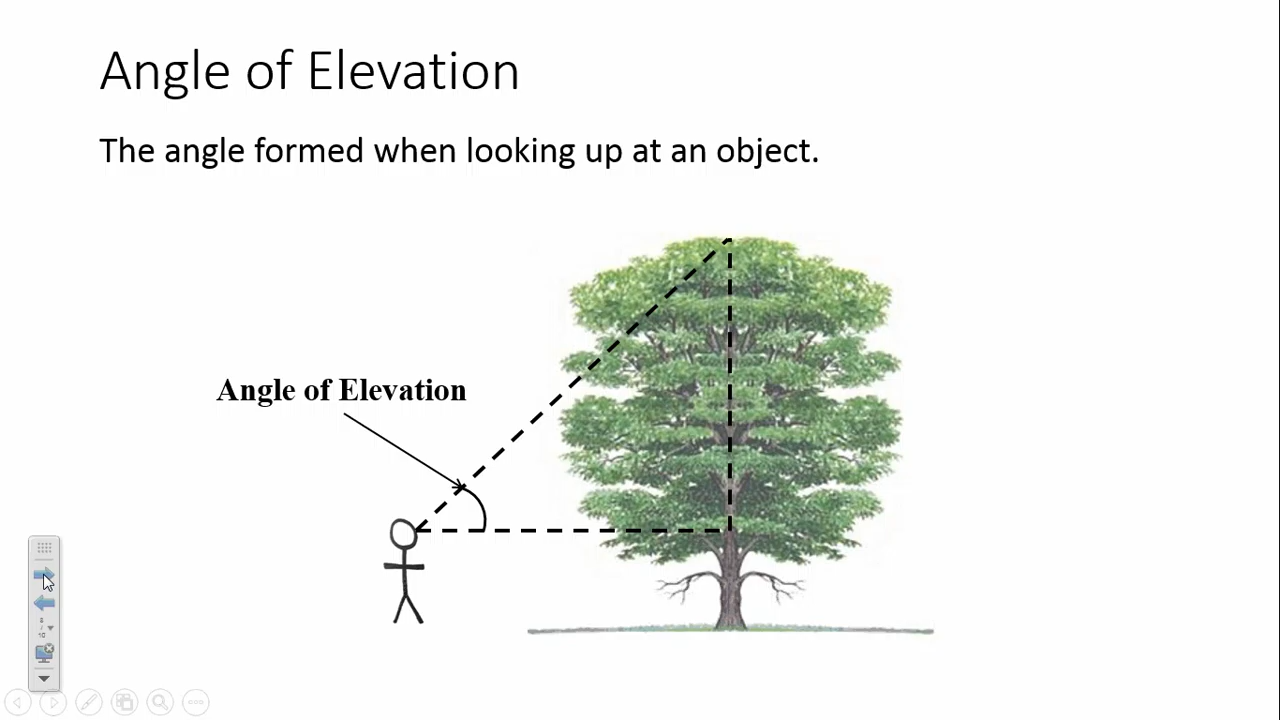 Angle of Elevation
The angle formed when looking up at an object.
Angle of Elevation